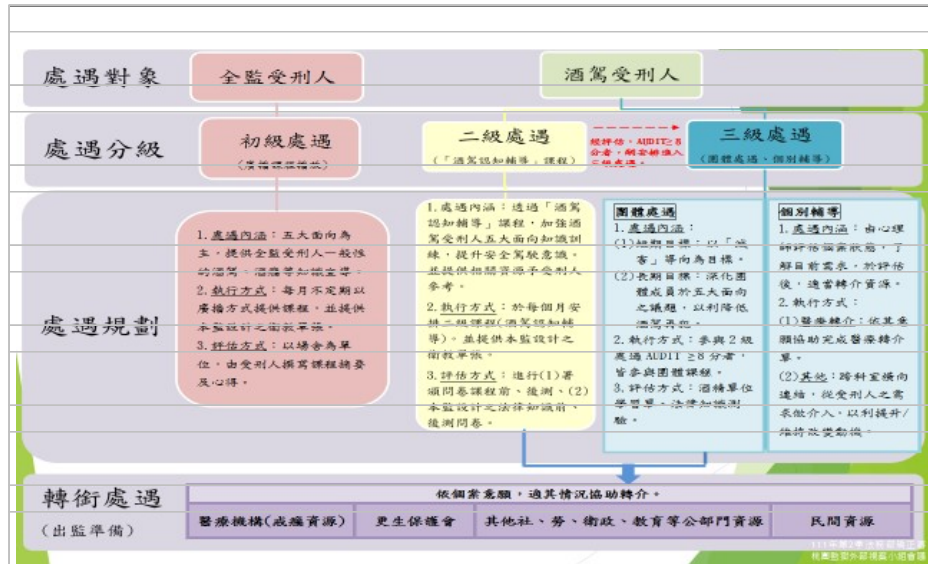 處遇對象
全監受刑人
酒駕受刑人
處遇分級
初級處遇
(廣播課程播放)
二級處遇
(「酒駕認知輔導」課程)
經評估，AUDIT≥8
分者，則安排進入
三級處遇。
三級處遇
(團體處遇、個別輔導)
處遇規劃
1. 處遇內涵：五大面向為
主，提供全監受刑人一般性
的酒駕、酒癮等知識宣導。
2. 執行方式：每月不定期以
廣播方式提供課程，並提供
本監設計之衛教單張。
3. 評估方式：以場舍為單
位，由受刑人撰寫課程摘要
及心得。
1. 處遇內涵：透過「酒駕
認知輔導」課程，加強酒
駕受刑人五大面向知識訓
練，提升安全駕駛意識。
並提供相關資源予受刑人
參考。
2. 執行方式：於每個月安
排二級課程(酒駕認知輔
導)。並提供本監設計之
衛教單張。
3. 評估方式：進行(1)署
頒問卷課程前、後測、(2)
本監設計之法律知識前、
後測問卷。
團體處遇
1. 處遇內涵：
(1)短期目標：以「減
害」導向為目標。
(2)長期目標：深化團
體成員於五大面向
之議題，以利降低
酒駕再犯。
2. 執行方式：參與2級
處遇AUDIT ≥8分者，
皆參與團體課程。
3. 評估方式：酒精單位
學習單、法律知識測
驗。
個別輔導
1. 處遇內涵：由心理
師評估個案狀態，了
解目前需求，於評估
後，適當轉介資源。
2. 執行方式：
(1)醫療轉介：依其意
願協助完成醫療轉介
單。
(2)其他：跨科室橫向
連結，從受刑人之需
求做介入，以利提升/
維持改變動機。
轉銜處遇
(出監準備)
依個案意願，適其情況協助轉介。
醫療機構(戒癮資源)
更生保護會
其他社、勞、衛政、教育等公部門資源
民間資源
桃園監獄外部視察小組會議